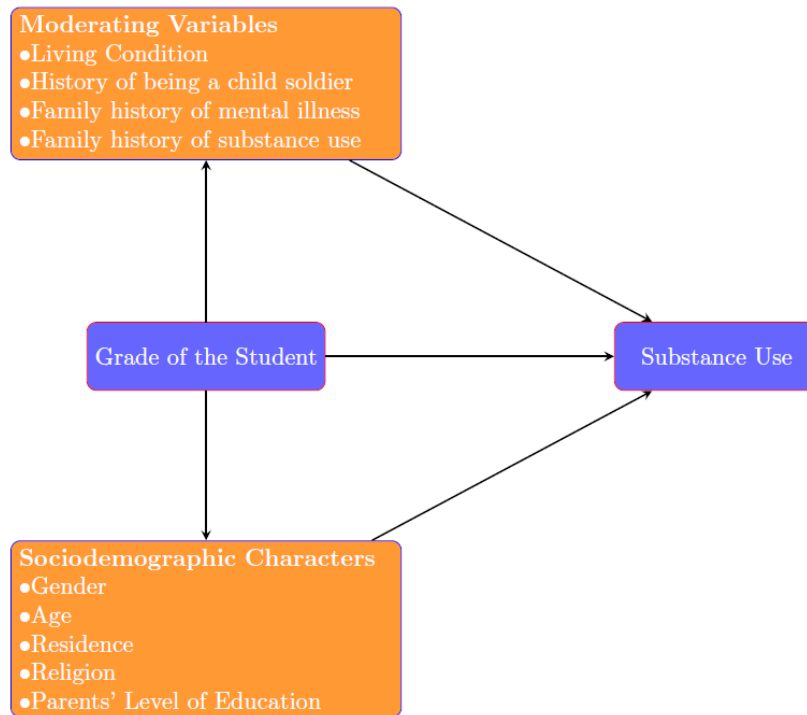 Moderating Variables
●Living Condition
●History of being a child soldier
●Family history of mental illness
●Family history of substance use
Grade of the Student
Substance Use
Sociodemographic Characters
●Gender
●Age
●Residence
●Religion
●Parents' Level of Education